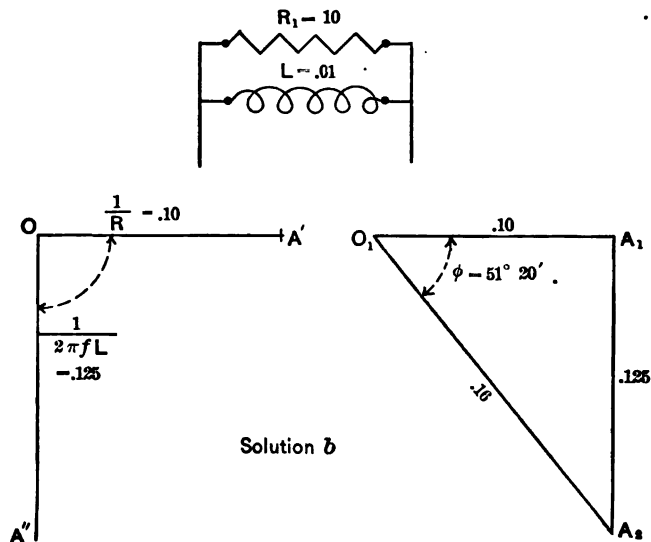 R₁ – 10
L – .01
O
1/R – .10
A′
1/2πfL
– .125
A″
O₁
.10
A₁
ϕ – 51° 20′.
.16
.125
A₂
Solution b